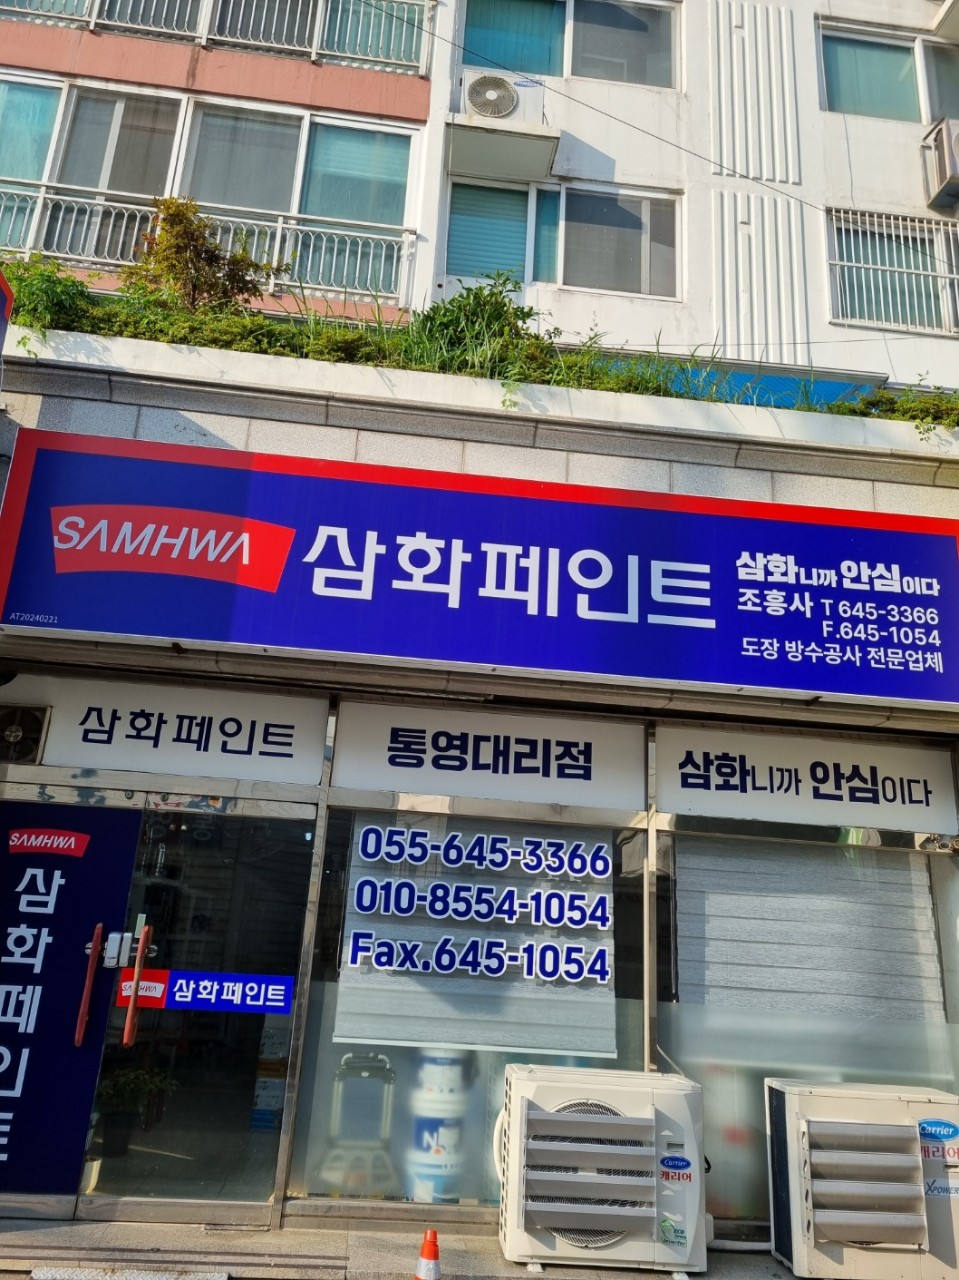 SAMSUNG
SAMHWA 삼화페인트
삼화니까 안심이다
조흥사 T 645-3366
F.645-1054
도장 방수공사 전문업체
AT20240221
삼화페인트
통영대리점
삼화니까 안심이다
SAMHWA
삼화페인트
055-645-3366
010-8554-1054
Fax.645-1054
SAMHWA 삼화페인트
Carrier
캐리어
Carrier
캐리어
XPOWER